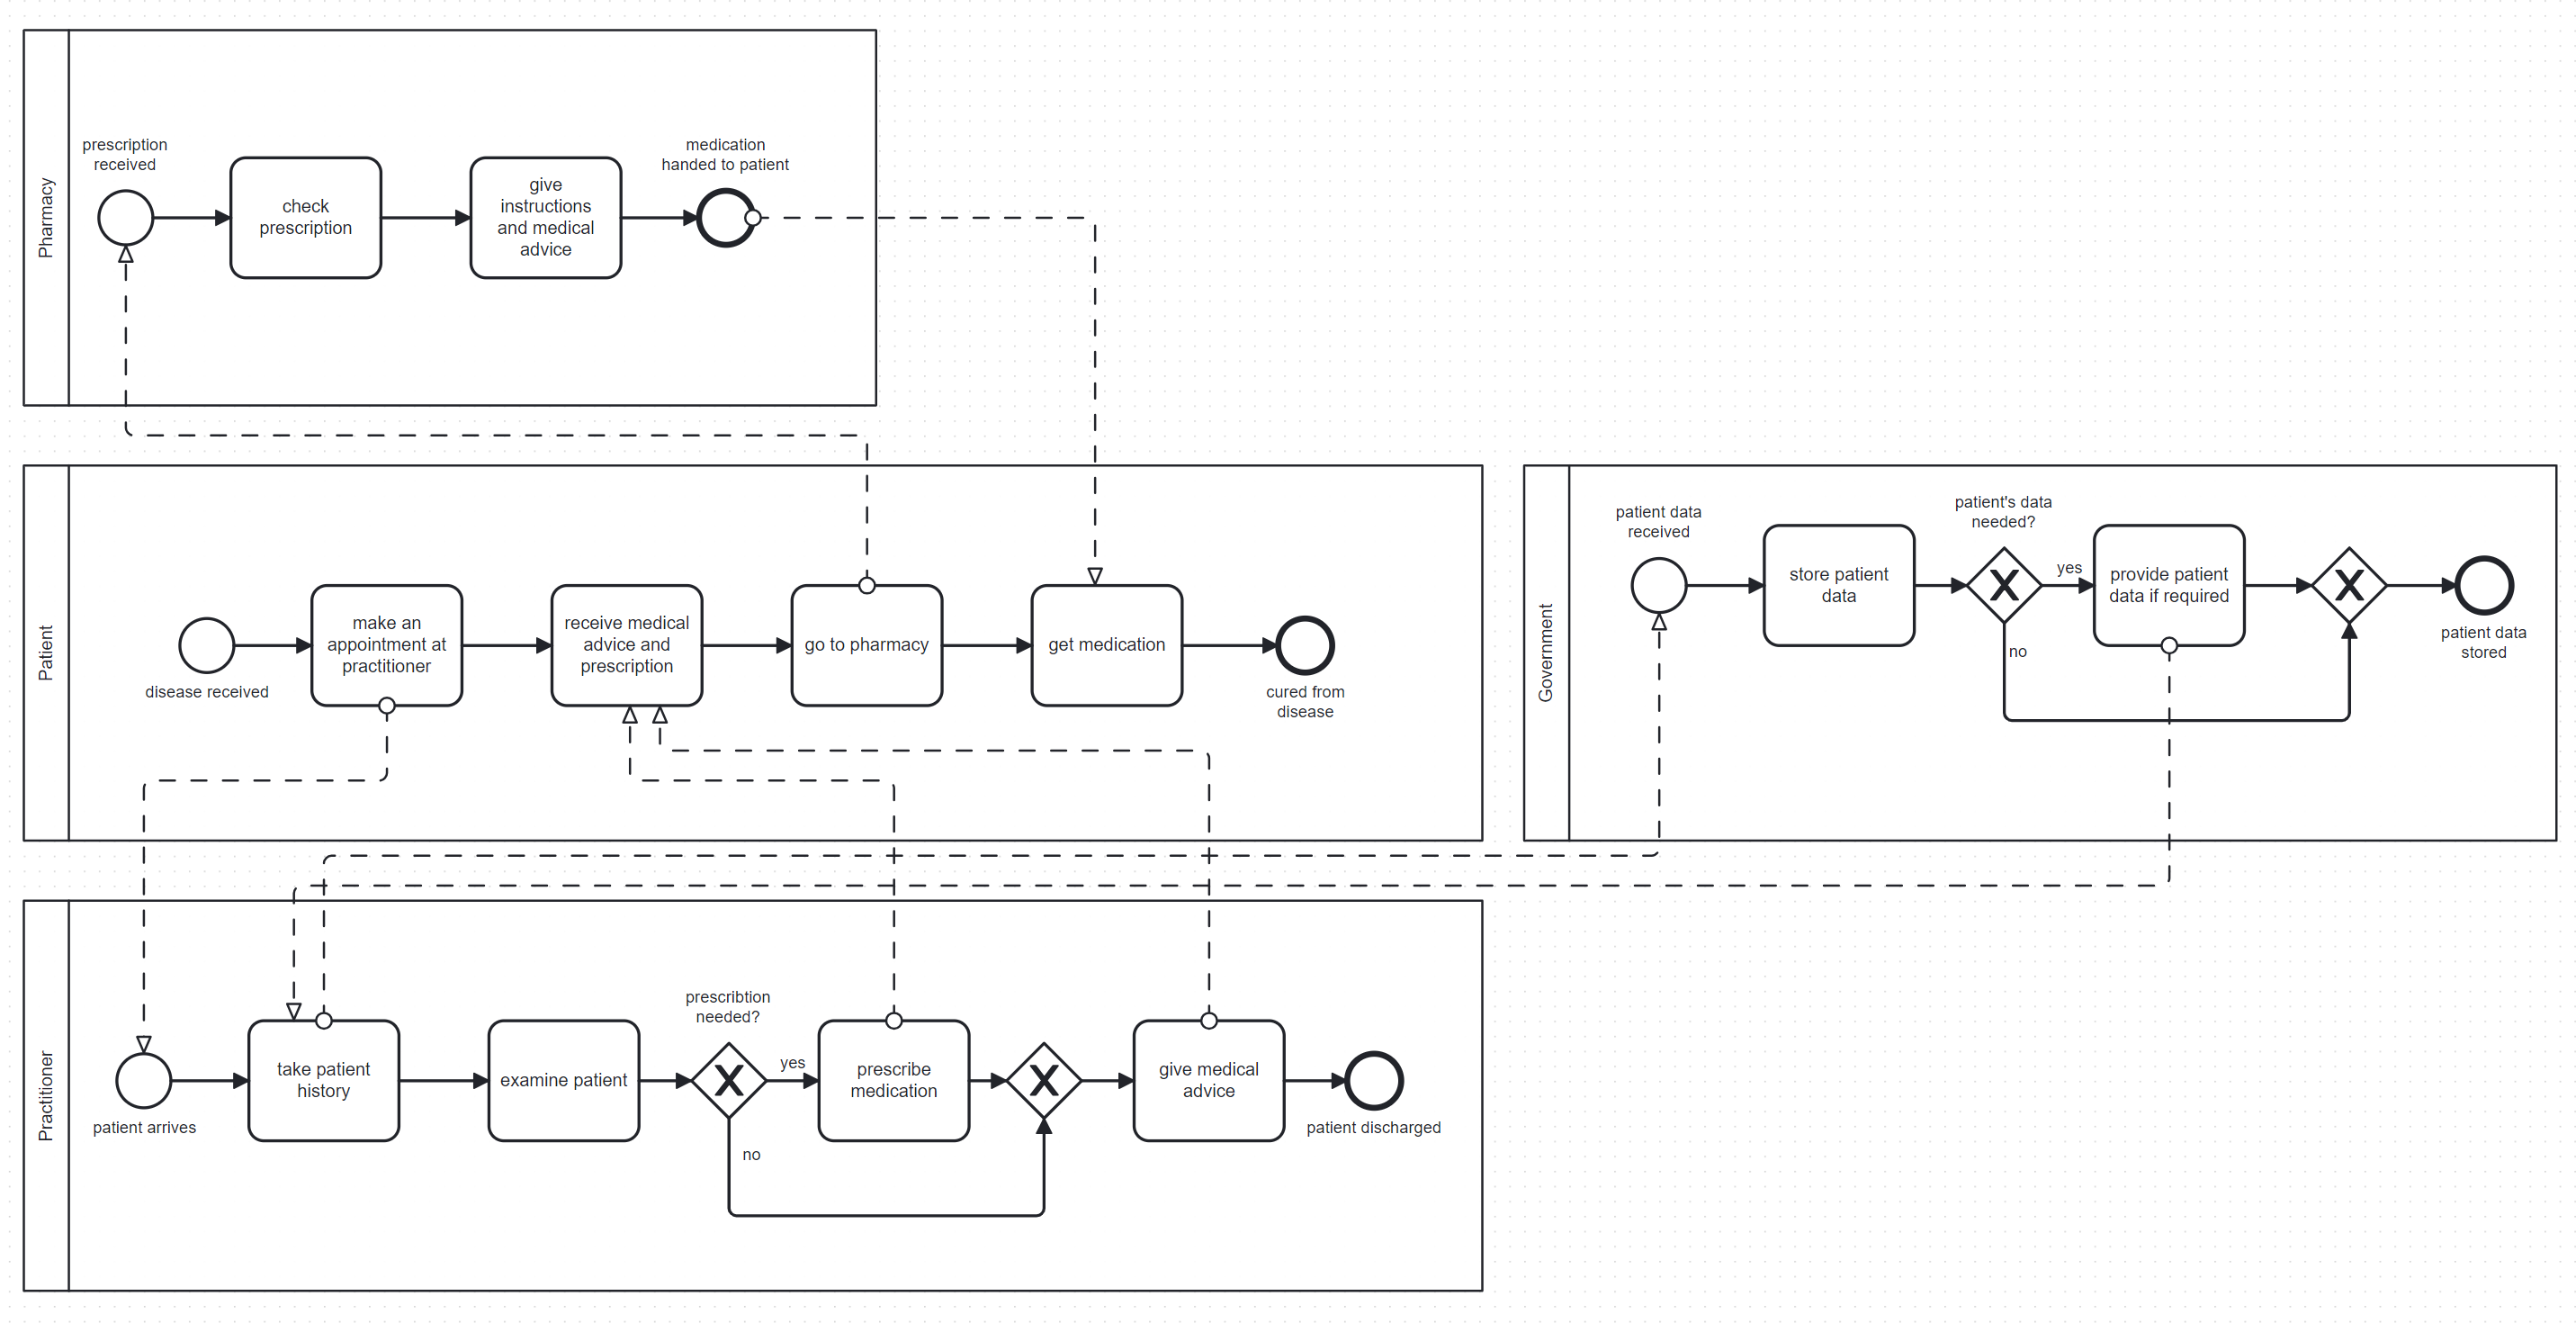 Pharmacy
prescription
received
check
prescription
give
instructions
and medical
advice
medication
handed to patient
Patient
disease received
make an
appointment at
practitioner
receive medical
advice and
prescription
go to pharmacy
get medication
cured from
disease
Government
patient data
received
store patient
data
patient's data
needed?
yes
no
provide patient
data if required
patient data
stored
Practitioner
patient arrives
take patient
history
examine patient
prescribtion
needed?
yes
no
prescribe
medication
give medical
advice
patient discharged